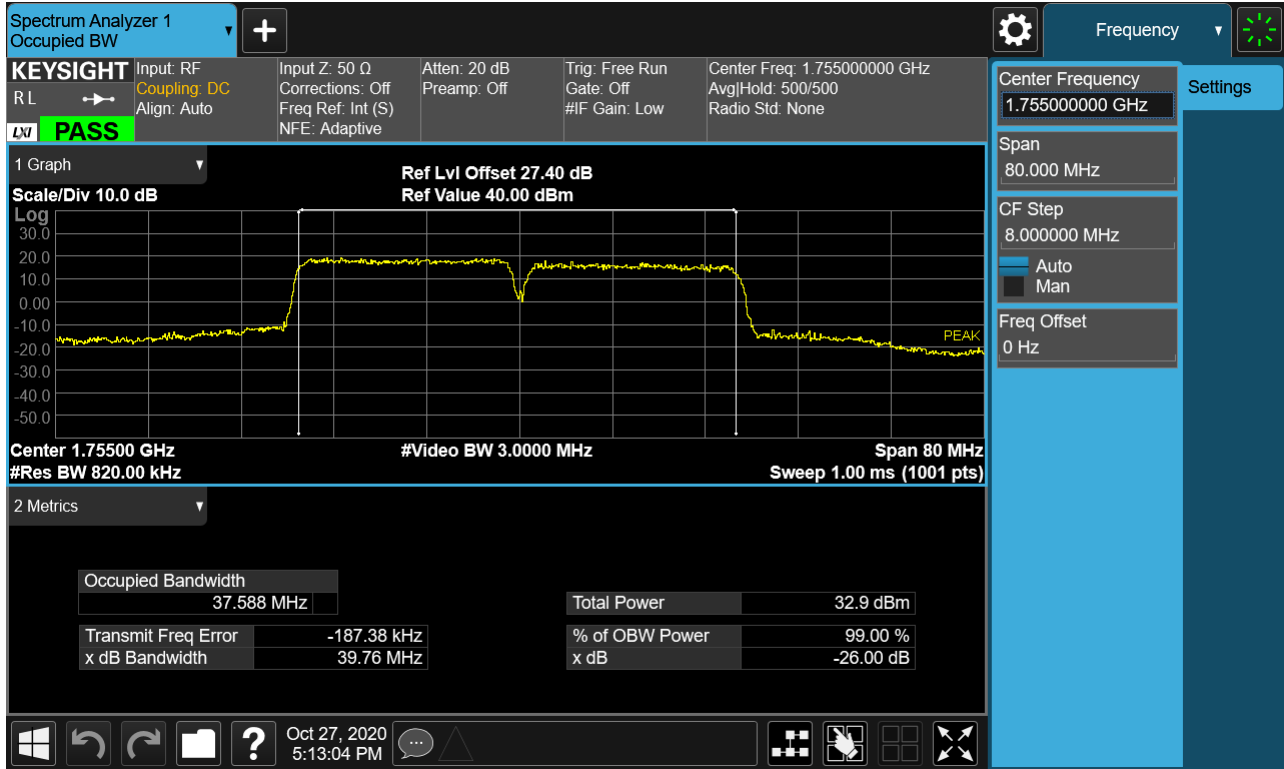 Spectrum Analyzer 1
Occupied BW
Frequency
KEYSIGHT
R L
LXI
PASS
Input: RF
Coupling: DC
Align: Auto
Input Z: 50 Ω
Corrections: Off
Freq Ref: Int (S)
NFE: Adaptive
Atten: 20 dB
Preamp: Off
Trig: Free Run
Gate: Off
#IF Gain: Low
Center Freq: 1.755000000 GHz
Avg|Hold: 500/500
Radio Std: None
Center Frequency
1.755000000 GHz
Settings
Span
80.000 MHz
CF Step
8.000000 MHz
Auto
Man
Freq Offset
0 Hz
1 Graph
Ref Lvl Offset 27.40 dB
Scale/Div 10.0 dB
Ref Value 40.00 dBm
Log
30.0
20.0
10.0
0.00
-10.0
PEAK
-20.0
-30.0
-40.0
-50.0
Center 1.75500 GHz
#Video BW 3.0000 MHz
Span 80 MHz
#Res BW 820.00 kHz
Sweep 1.00 ms (1001 pts)
2 Metrics
Occupied Bandwidth
37.588 MHz
Total Power 32.9 dBm
Transmit Freq Error -187.38 kHz
% of OBW Power 99.00 %
x dB Bandwidth 39.76 MHz
x dB -26.00 dB
?
Oct 27, 2020
5:13:04 PM